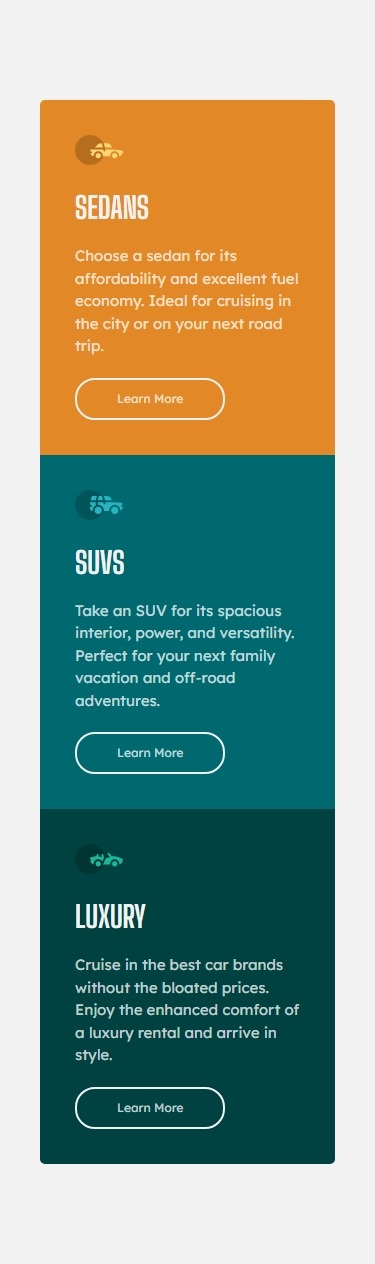 SEDANS
Choose a sedan for its
affordability and excellent fuel
economy. Ideal for cruising in
the city or on your next road
trip.
Learn More
SUVS
Take an SUV for its spacious
interior, power, and versatility.
Perfect for your next family
vacation and off-road
adventures.
Learn More
LUXURY
Cruise in the best car brands
without the bloated prices.
Enjoy the enhanced comfort of
a luxury rental and arrive in
style.
Learn More